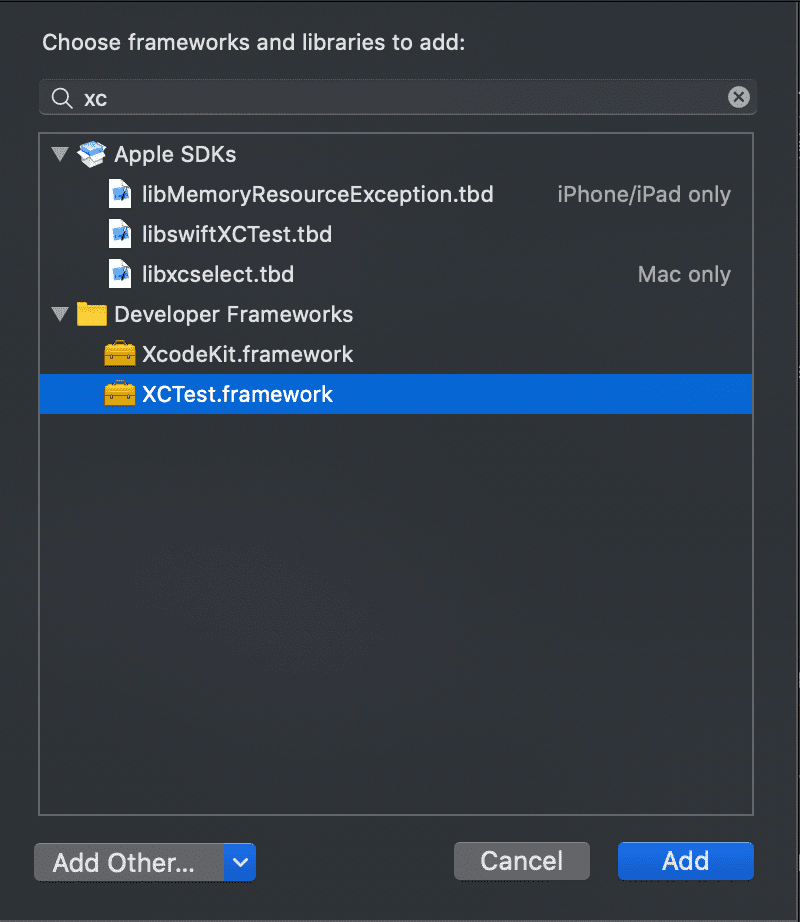 Choose frameworks and libraries to add:
xc
Apple SDKs
libMemoryResourceException.tbd iPhone/iPad only
libswiftXCTest.tbd
libxcselect.tbd Mac only
Developer Frameworks
XcodeKit.framework
XCTest.framework
Add Other... Cancel Add